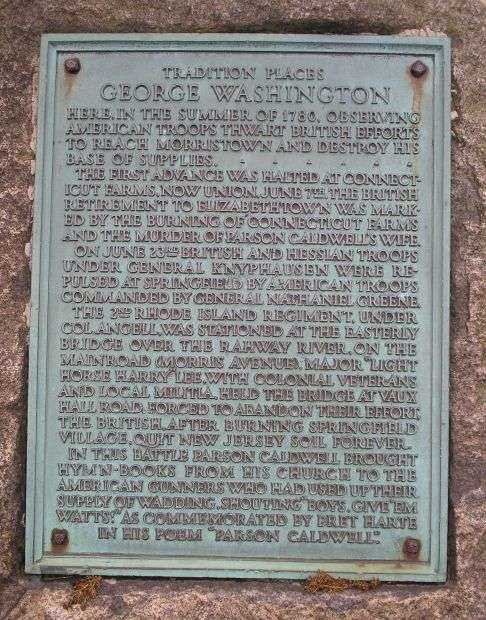 TRADITION PLACES
GEORGE WASHINGTON
HERE, IN THE SUMMER OF 1780, OBSERVING
AMERICAN TROOPS THWART BRITISH EFFORTS
TO REACH MORRISTOWN AND DESTROY HIS
BASE OF SUPPLIES.
THE FIRST ADVANCE WAS HALTED AT CONNECT-
ICUT FARMS, NOW UNION, JUNE 7TH. THE BRITISH
RETIREMENT TO ELIZABETHTOWN WAS MARK-
ED BY THE BURNING OF CONNECTICUT FARMS
AND THE MURDER OF PARSON CALDWELL'S WIFE.
ON JUNE 23RD BRITISH AND HESSIAN TROOPS
UNDER GENERAL KNYPHAUSEN WERE RE-
PULSED AT SPRINGFIELD BY AMERICAN TROOPS
COMMANDED BY GENERAL NATHANIEL GREENE.
THE 2ND RHODE ISLAND REGIMENT, UNDER
COL. ANGELL, WAS STATIONED AT THE EASTERLY
BRIDGE OVER THE RAHWAY RIVER, ON THE
MAINROAD (MORRIS AVENUE). MAJOR "LIGHT
HORSE HARRY" LEE, WITH COLONIAL VETERANS
AND LOCAL MILITIA, HELD THE BRIDGE AT VAUX
HALL ROAD. FORCED TO ABANDON THEIR EFFORT,
THE BRITISH, AFTER BURNING SPRINGFIELD
VILLAGE, QUIT NEW JERSEY SOIL FOREVER.
IN THIS BATTLE PARSON CALDWELL BROUGHT
HYMN-BOOKS FROM HIS CHURCH TO THE
AMERICAN GUNNERS WHO HAD USED UP THEIR
SUPPLY OF WADDING, SHOUTING "BOYS, GIVE 'EM
WATTS!" AS COMMEMORATED BY BRET HARTE
IN HIS POEM "PARSON CALDWELL".